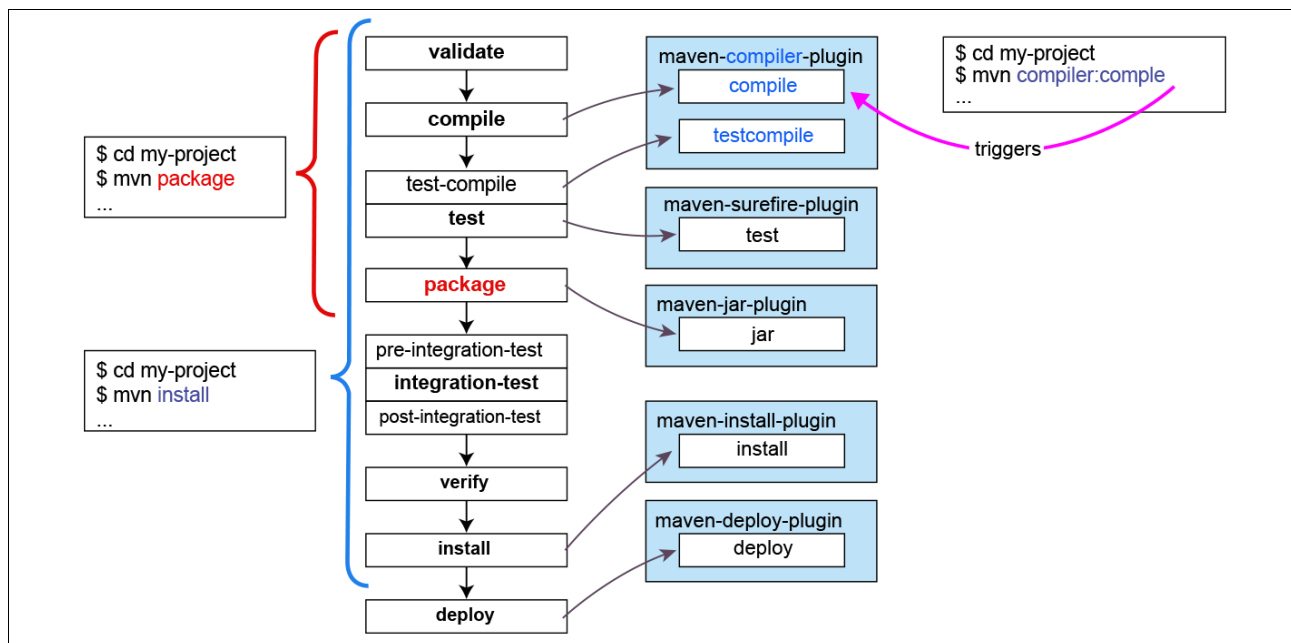 $ cd my-project
$ mvn package
...
$ cd my-project
$ mvn install
...
validate
compile
test-compile
test
package
pre-integration-test
integration-test
post-integration-test
verify
install
deploy
maven-compiler-plugin
compile
testcompile
maven-surefire-plugin
test
maven-jar-plugin
jar
maven-install-plugin
install
maven-deploy-plugin
deploy
$ cd my-project
$ mvn compiler:comple
...
triggers